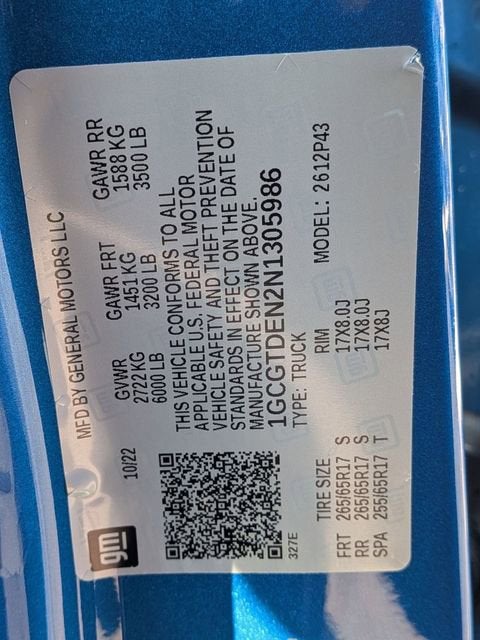 gm
MFD BY GENERAL MOTORS LLC
10/22
GVWR GAWR FRT GAWR RR
2722 KG 1451 KG 1588 KG
6000 LB 3200 LB 3500 LB
THIS VEHICLE CONFORMS TO ALL
APPLICABLE U.S. FEDERAL MOTOR
VEHICLE SAFETY AND THEFT PREVENTION
STANDARDS IN EFFECT ON THE DATE OF
MANUFACTURE SHOWN ABOVE.
1GCGTDEN2N1305986
327E
TYPE: TRUCK MODEL: 2612P43
TIRE SIZE RIM
FRT 265/65R17 S 17X8.0J
RR 265/65R17 S 17X8.0J
SPA 255/65R17 T 17X8J